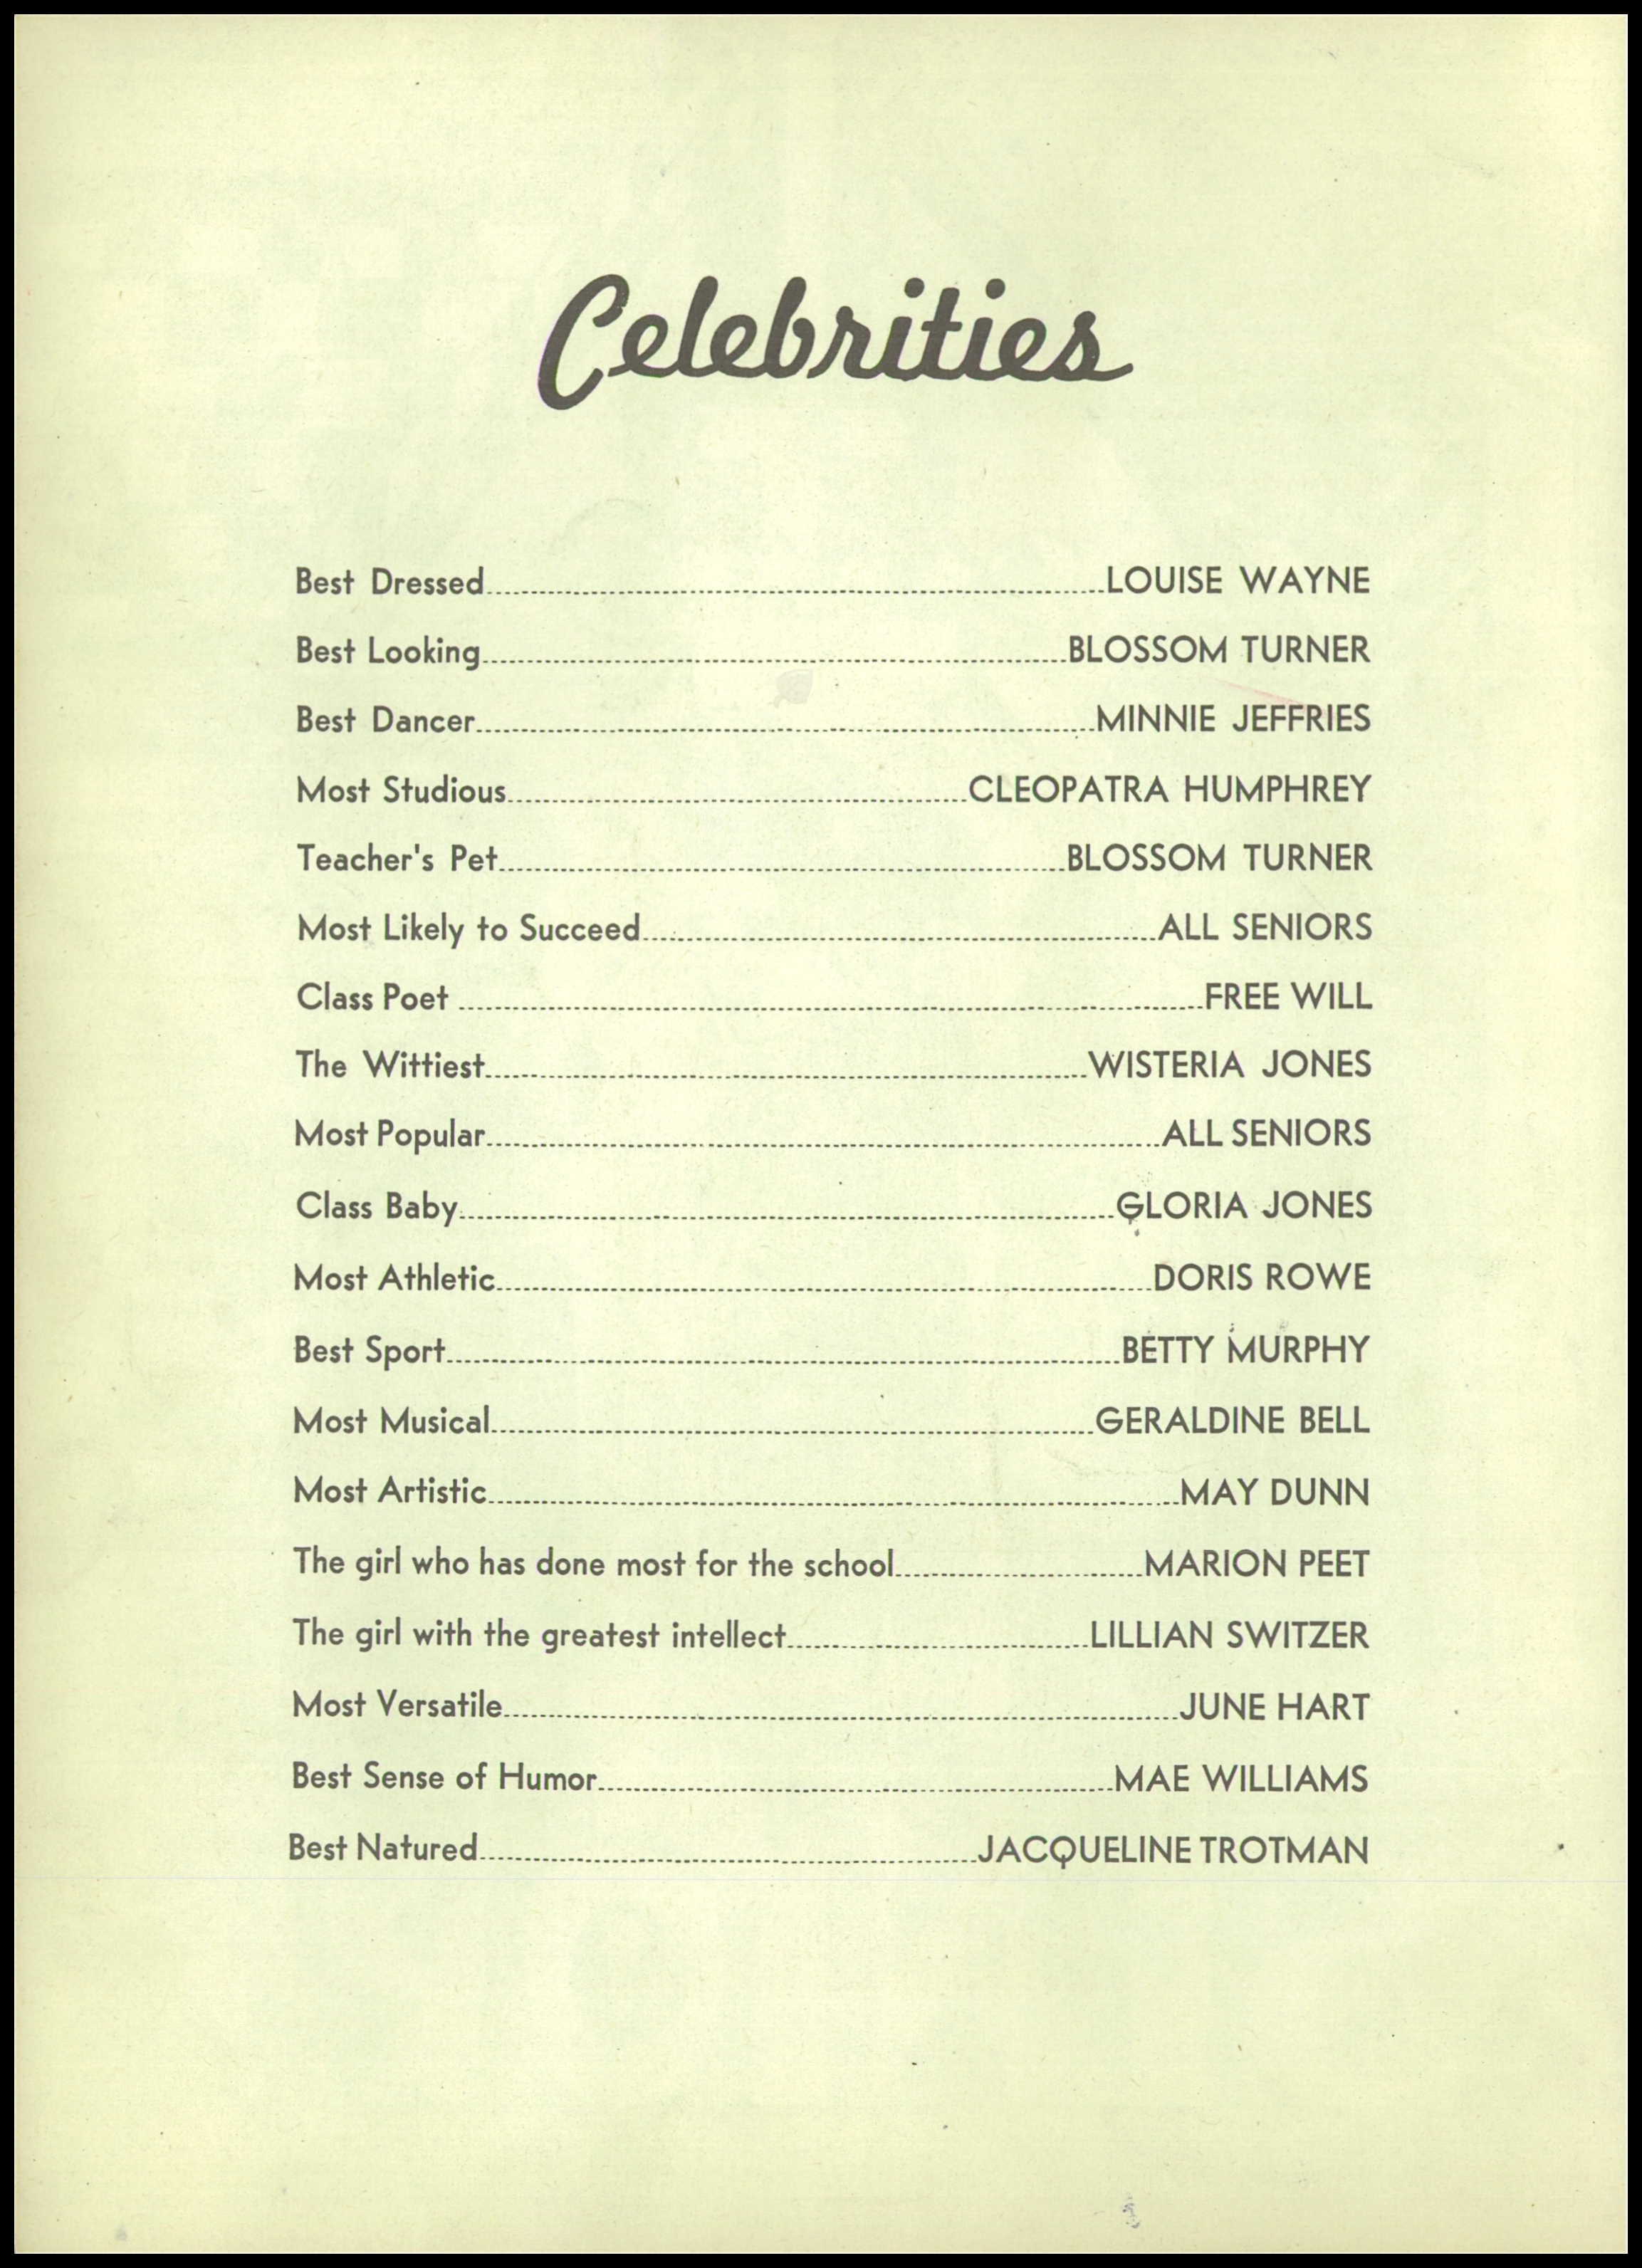 Celebrities
Best Dressed LOUISE WAYNE
Best Looking BLOSSOM TURNER
Best Dancer MINNIE JEFFRIES
Most Studious CLEOPATRA HUMPHREY
Teacher's Pet BLOSSOM TURNER
Most Likely to Succeed ALL SENIORS
Class Poet FREE WILL
The Wittiest WISTERIA JONES
Most Popular ALL SENIORS
Class Baby GLORIA JONES
Most Athletic DORIS ROWE
Best Sport BETTY MURPHY
Most Musical GERALDINE BELL
Most Artistic MAY DUNN
The girl who has done most for the school MARION PEET
The girl with the greatest intellect LILLIAN SWITZER
Most Versatile JUNE HART
Best Sense of Humor MAE WILLIAMS
Best Natured JACQUELINE TROTMAN